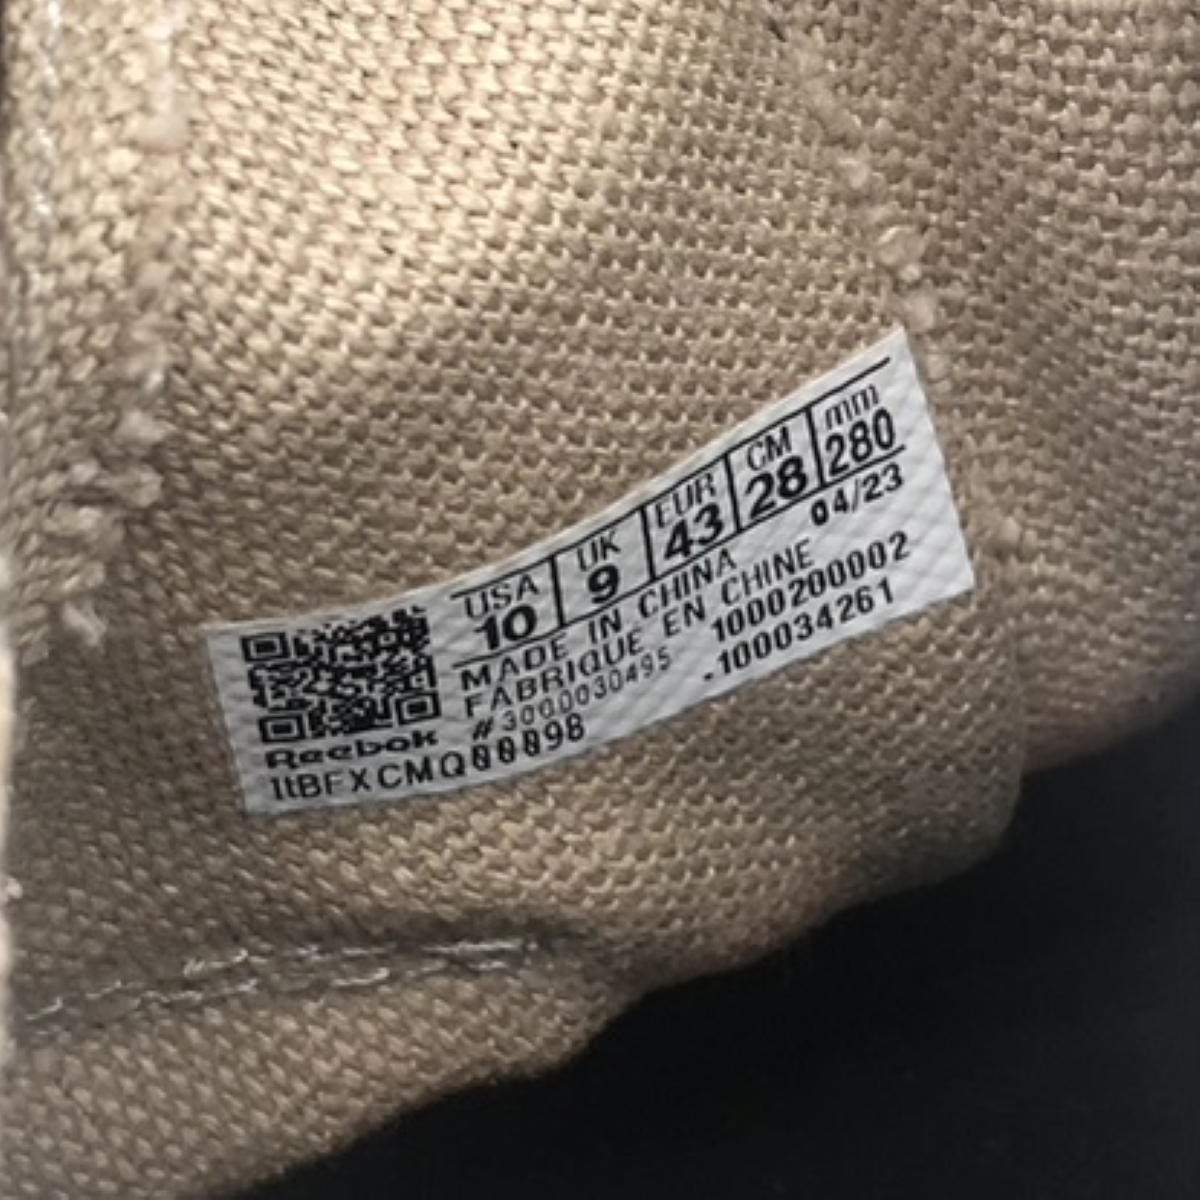 USA UK EUR CM mm
10 9 43 28 280
MADE IN CHINA 04/23
FABRIQUE EN CHINE
#3000030495 1000200002
.100034261
Reebok
1tBFXCMQ00098